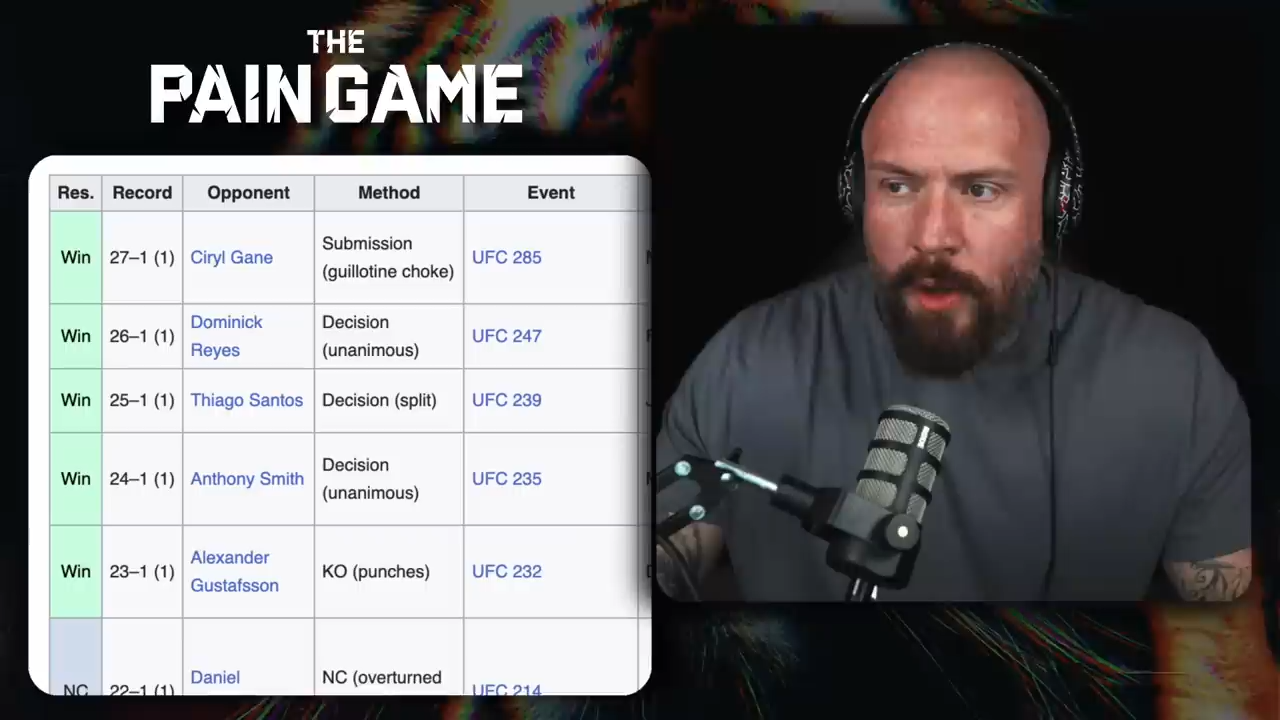 THE
PAIN GAME
Res. Record Opponent Method Event
Win 27–1 (1) Ciryl Gane Submission (guillotine choke) UFC 285
Win 26–1 (1) Dominick Reyes Decision (unanimous) UFC 247
Win 25–1 (1) Thiago Santos Decision (split) UFC 239
Win 24–1 (1) Anthony Smith Decision (unanimous) UFC 235
Win 23–1 (1) Alexander Gustafsson KO (punches) UFC 232
NC 22–1 (1) Daniel NC (overturned UFC 214